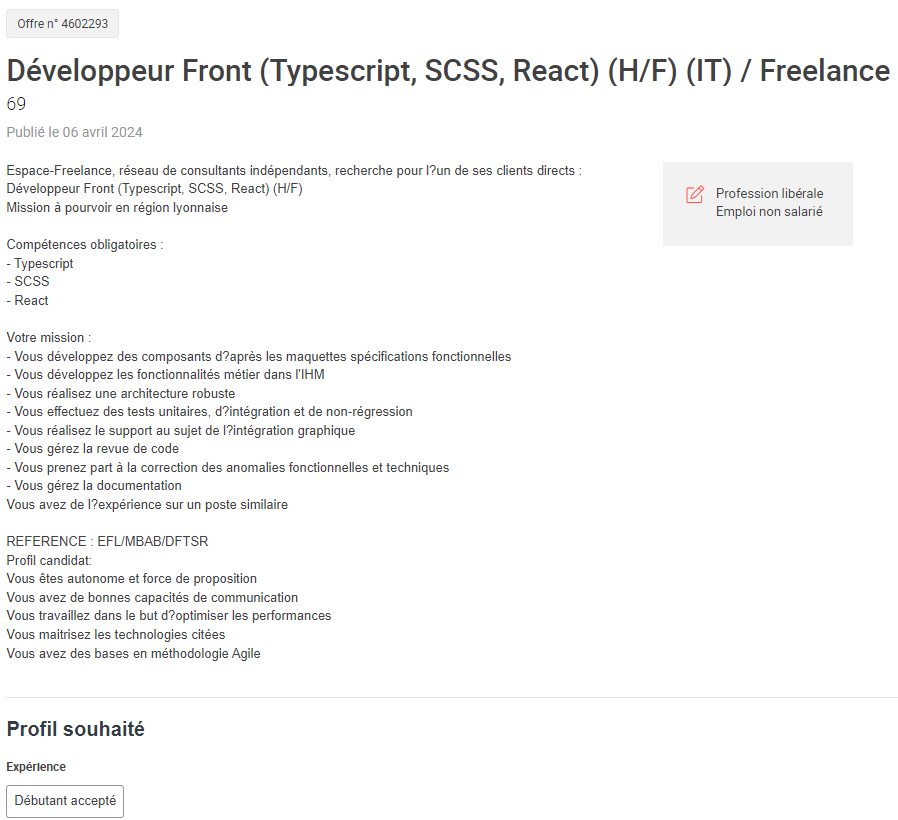 Offre n° 4602293
Développeur Front (Typescript, SCSS, React) (H/F) (IT) / Freelance
69
Publié le 06 avril 2024
Espace-Freelance, réseau de consultants indépendants, recherche pour l?un de ses clients directs :
Développeur Front (Typescript, SCSS, React) (H/F)
Mission à pourvoir en région lyonnaise
Compétences obligatoires :
- Typescript
- SCSS
- React
Votre mission :
- Vous développez des composants d?après les maquettes spécifications fonctionnelles
- Vous développez les fonctionnalités métier dans l'IHM
- Vous réalisez une architecture robuste
- Vous effectuez des tests unitaires, d?intégration et de non-régression
- Vous réalisez le support au sujet de l?intégration graphique
- Vous gérez la revue de code
- Vous prenez part à la correction des anomalies fonctionnelles et techniques
- Vous gérez la documentation
Vous avez de l?expérience sur un poste similaire
REFERENCE : EFL/MBAB/DFTSR
Profil candidat:
Vous êtes autonome et force de proposition
Vous avez de bonnes capacités de communication
Vous travaillez dans le but d?optimiser les performances
Vous maitrisez les technologies citées
Vous avez des bases en méthodologie Agile
Profession libérale
Emploi non salarié
Profil souhaité
Expérience
Débutant accepté